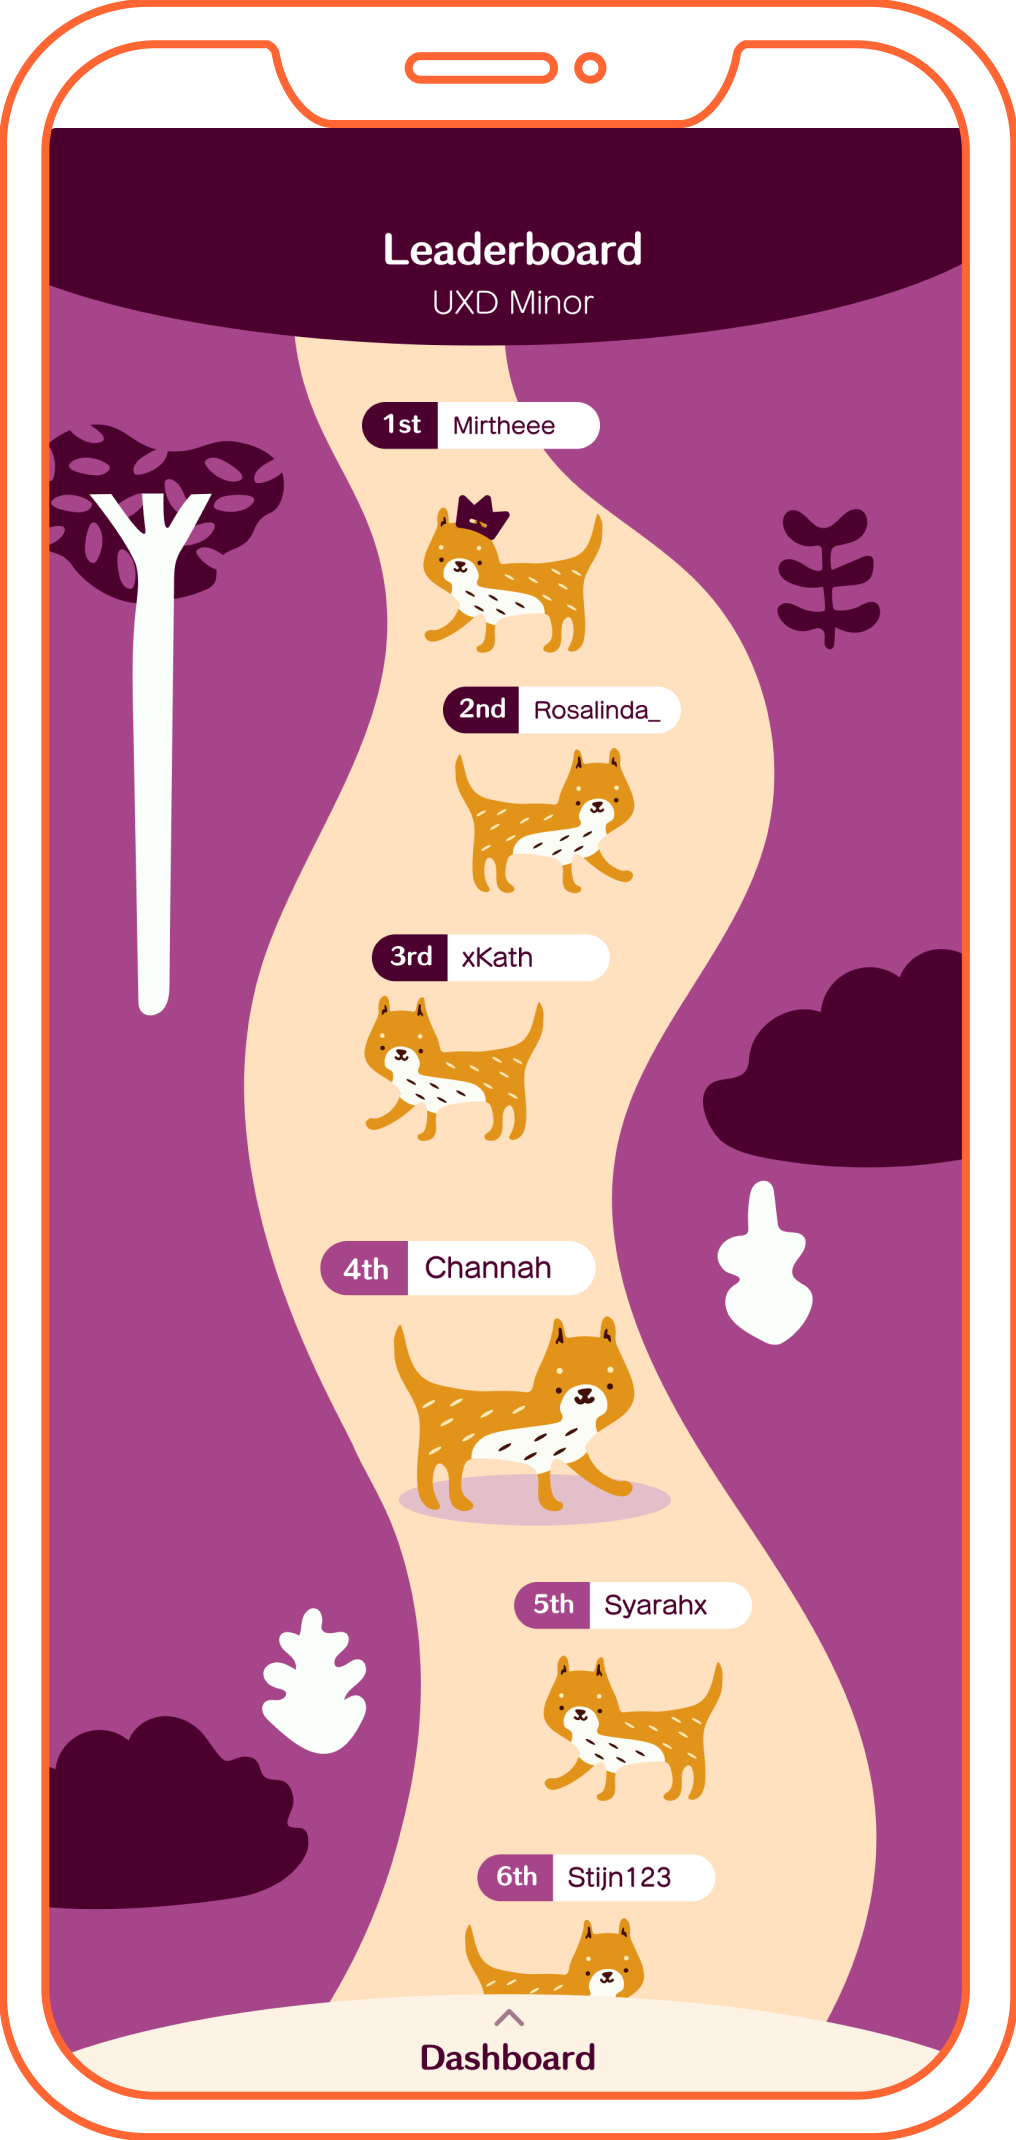 Leaderboard
UXD Minor
1st Mirtheee
2nd Rosalinda_
3rd xKath
4th Channah
5th Syarahx
6th Stijn123
Dashboard